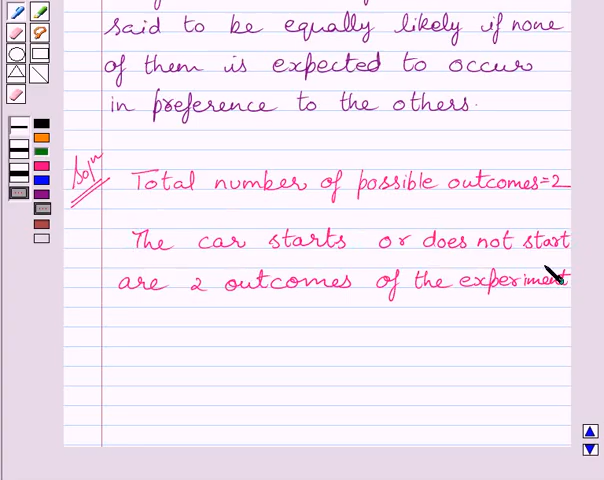 said to be equally likely if none
of them is expected to occur
in preference to the others.
Solⁿ
Total number of possible outcomes=2
The car starts or does not start
are 2 outcomes of the experiment